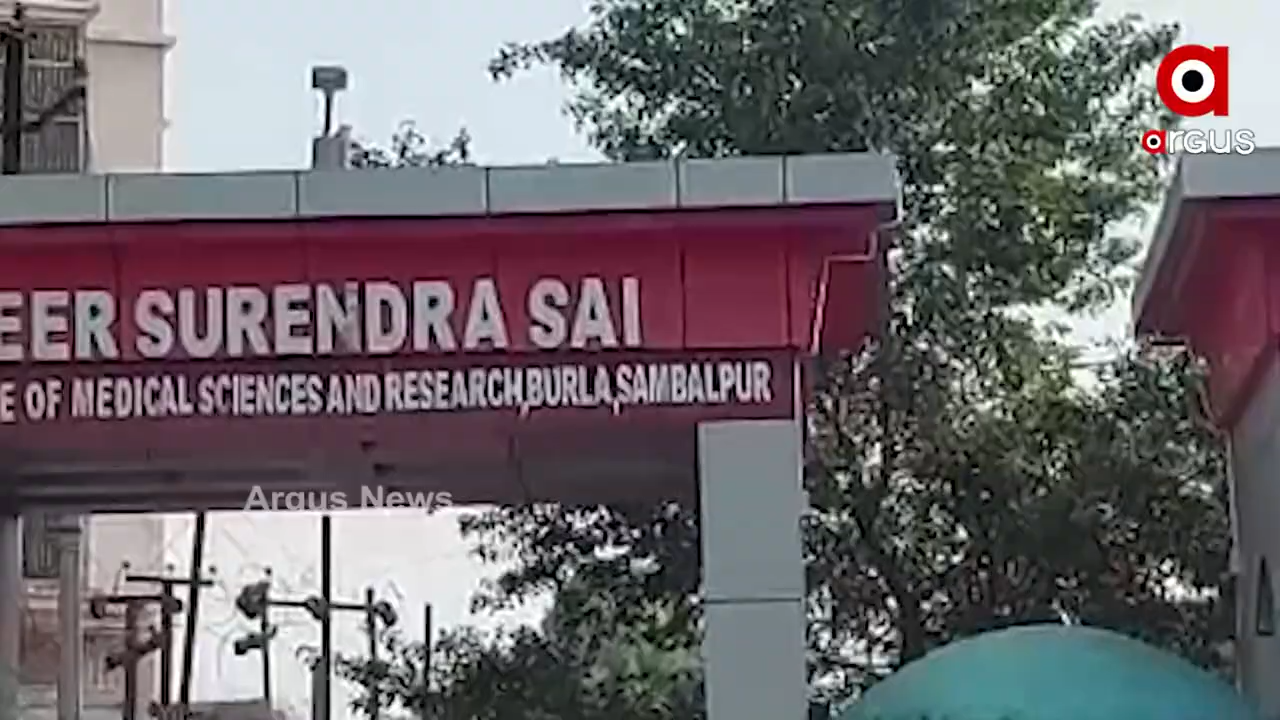 argus
EER SURENDRA SAI
E OF MEDICAL SCIENCES AND RESEARCH,BURLA,SAMBALPUR
Argus News